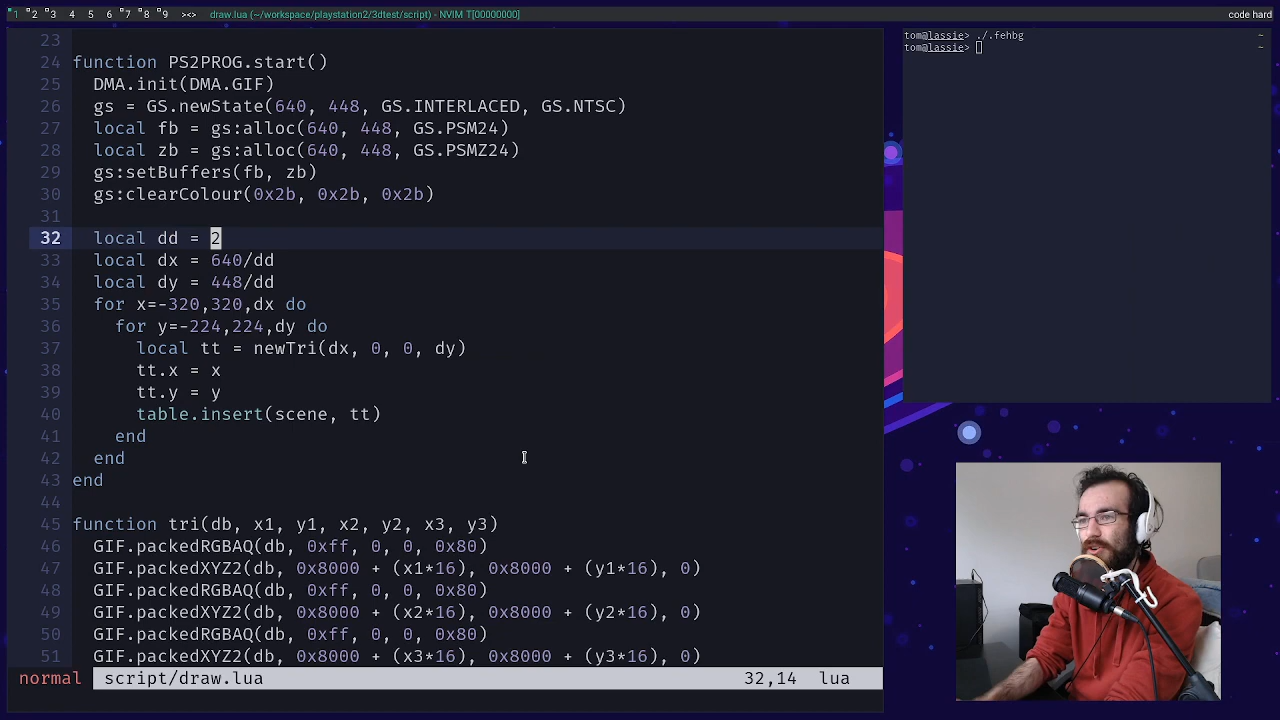 1 2 3 4 5 6 7 8 9 ><> draw.lua (~/workspace/playstation2/3dtest/script) - NVIM T[00000000] code hard
23
24 function PS2PROG.start()
25 DMA.init(DMA.GIF)
26 gs = GS.newState(640, 448, GS.INTERLACED, GS.NTSC)
27 local fb = gs:alloc(640, 448, GS.PSM24)
28 local zb = gs:alloc(640, 448, GS.PSMZ24)
29 gs:setBuffers(fb, zb)
30 gs:clearColour(0x2b, 0x2b, 0x2b)
31
32 local dd = 2
33 local dx = 640/dd
34 local dy = 448/dd
35 for x=-320,320,dx do
36 for y=-224,224,dy do
37 local tt = newTri(dx, 0, 0, dy)
38 tt.x = x
39 tt.y = y
40 table.insert(scene, tt)
41 end
42 end
43 end
44
45 function tri(db, x1, y1, x2, y2, x3, y3)
46 GIF.packedRGBAQ(db, 0xff, 0, 0, 0x80)
47 GIF.packedXYZ2(db, 0x8000 + (x1*16), 0x8000 + (y1*16), 0)
48 GIF.packedRGBAQ(db, 0xff, 0, 0, 0x80)
49 GIF.packedXYZ2(db, 0x8000 + (x2*16), 0x8000 + (y2*16), 0)
50 GIF.packedRGBAQ(db, 0xff, 0, 0, 0x80)
51 GIF.packedXYZ2(db, 0x8000 + (x3*16), 0x8000 + (y3*16), 0)
normal script/draw.lua 32,14 lua
tom@lassie> ./.fehbg ~
tom@lassie> ~